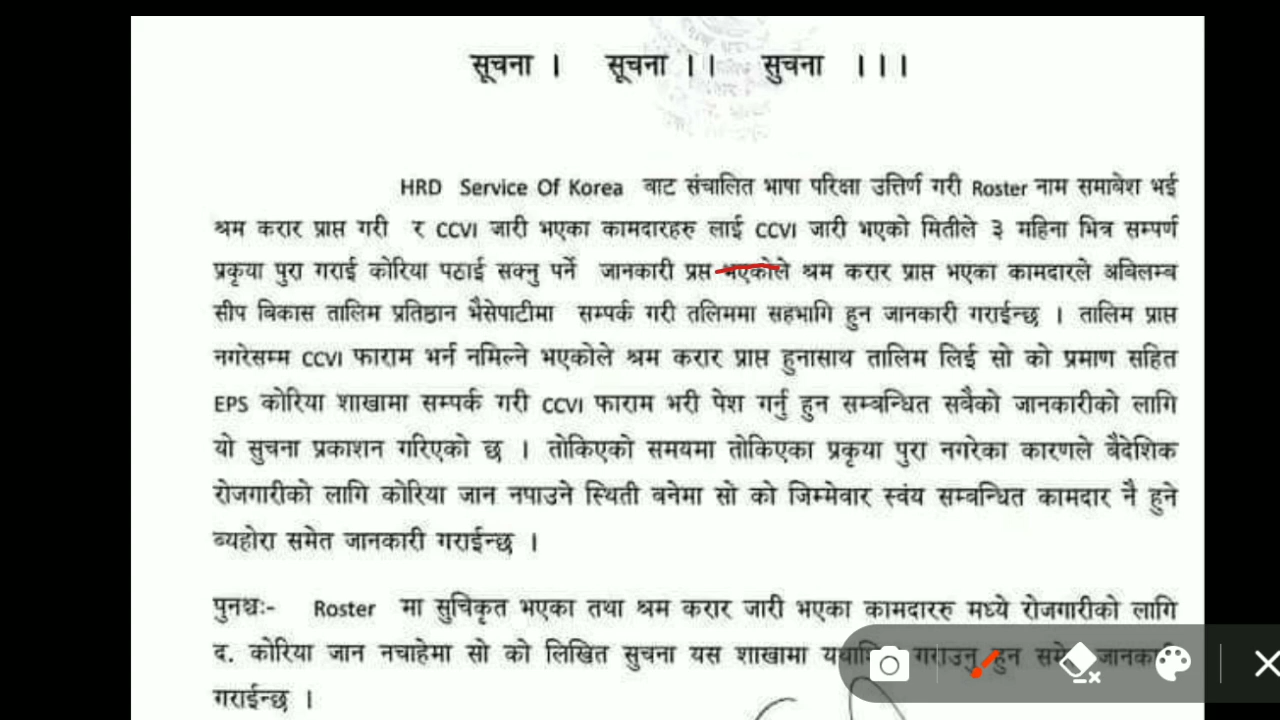 सूचना । सूचना ।। सुचना ।।।
HRD Service Of Korea बाट संचालित भाषा परिक्षा उत्तिर्ण गरी Roster नाम समाबेश भई
श्रम करार प्राप्त गरी र CCVI जारी भएका कामदारहरु लाई CCVI जारी भएको मितीले ३ महिना भित्र सम्पर्ण
प्रकृया पुरा गराई कोरिया पठाई सक्नु पर्ने जानकारी प्रप्त भएकोले श्रम करार प्राप्त भएका कामदारले अबिलम्ब
सीप बिकास तालिम प्रतिष्ठान भैसेपाटीमा सम्पर्क गरी तलिममा सहभागि हुन जानकारी गराईन्छ । तालिम प्राप्त
नगरेसम्म CCVI फाराम भर्न नमिल्ने भएकोले श्रम करार प्राप्त हुनासाथ तालिम लिई सो को प्रमाण सहित
EPS कोरिया शाखामा सम्पर्क गरी CCVI फाराम भरी पेश गर्नु हुन सम्बन्धित सबैको जानकारीको लागि
यो सुचना प्रकाशन गरिएको छ । तोकिएको समयमा तोकिएका प्रकृया पुरा नगरेका कारणले बैदेशिक
रोजगारीको लागि कोरिया जान नपाउने स्थिती बनेमा सो को जिम्मेवार स्वंय सम्बन्धित कामदार नै हुने
ब्यहोरा समेत जानकारी गराईन्छ ।
पुनश्चः- Roster मा सुचिकृत भएका तथा श्रम करार जारी भएका कामदाररु मध्ये रोजगारीको लागि
द. कोरिया जान नचाहेमा सो को लिखित सुचना यस शाखामा गराउनु हुन समेत जानकारी
गराईन्छ ।